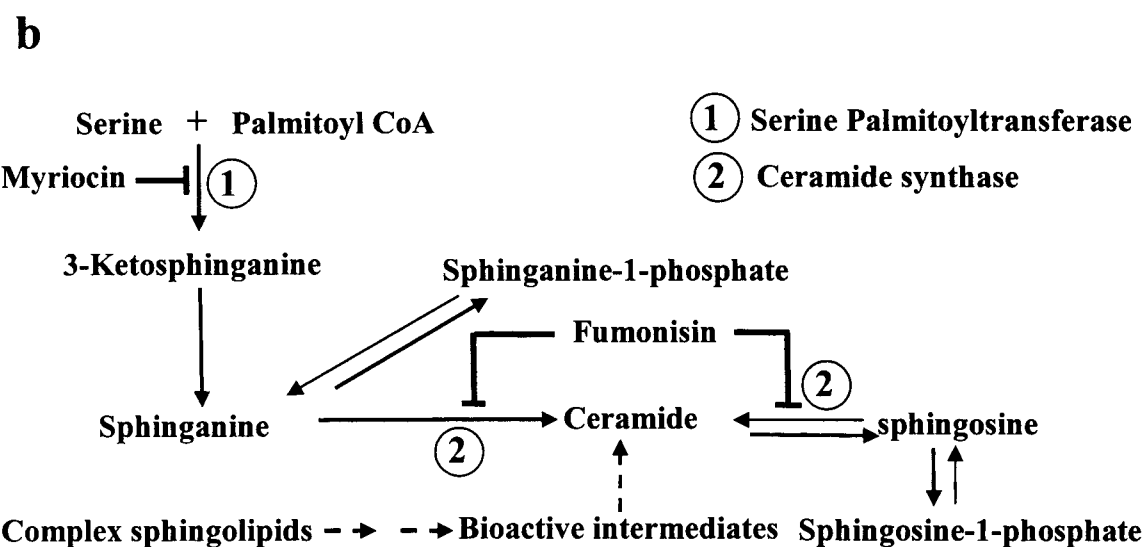 b
Serine + Palmitoyl CoA
1 Serine Palmitoyltransferase
Myriocin 1
2 Ceramide synthase
3-Ketosphinganine
Sphinganine-1-phosphate
Fumonisin
2
Sphinganine
Ceramide
sphingosine
2
Complex sphingolipids
Bioactive intermediates
Sphingosine-1-phosphate